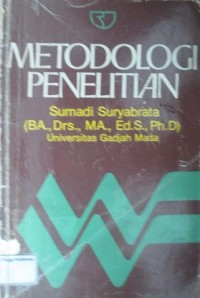 METODOLOGI
PENELITIAN
Sumadi Suryabrata
(BA., Drs., MA., Ed.S., Ph.D)
Universitas Gadjah Mada